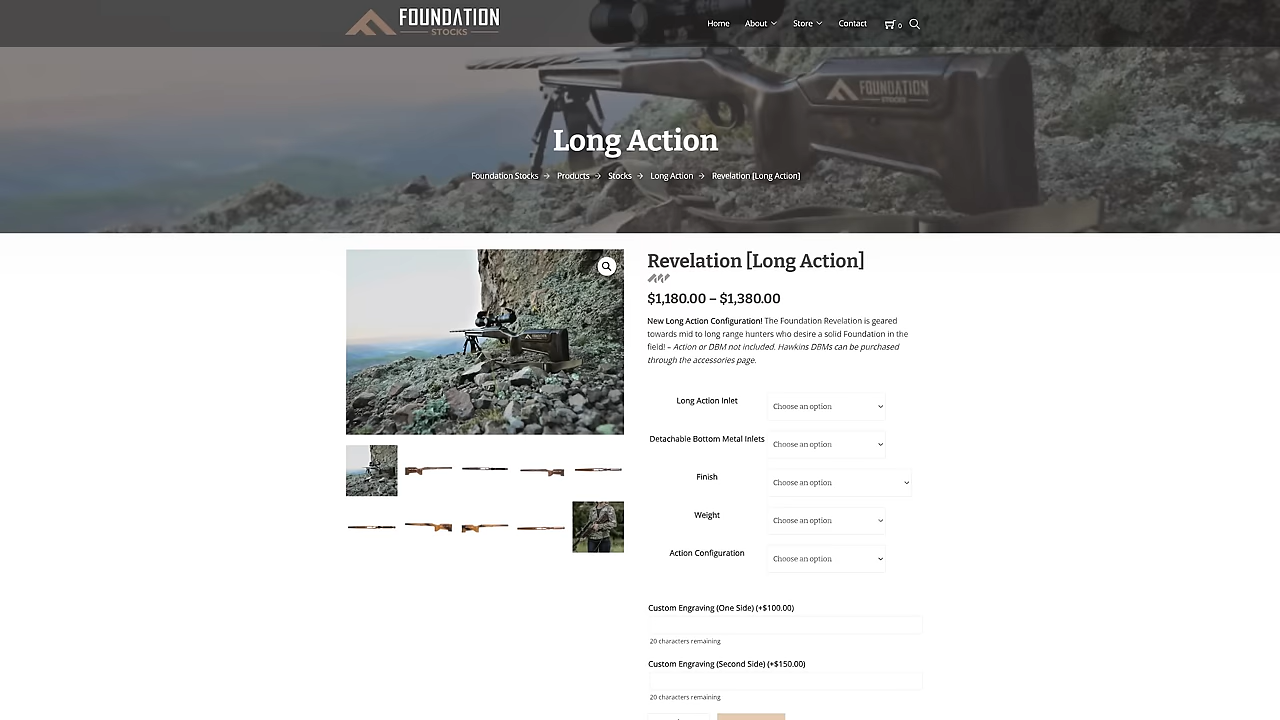 FOUNDATION
STOCKS
Home About Store Contact 0
FOUNDATION
STOCKS
Long Action
Foundation Stocks → Products → Stocks → Long Action → Revelation [Long Action]
Revelation [Long Action]
$1,180.00 – $1,380.00
New Long Action Configuration! The Foundation Revelation is geared
towards mid to long range hunters who desire a solid Foundation in the
field! – Action or DBM not included. Hawkins DBMs can be purchased
through the accessories page.
Long Action Inlet Choose an option
Detachable Bottom Metal Inlets Choose an option
Finish Choose an option
Weight Choose an option
Action Configuration Choose an option
Custom Engraving (One Side) (+$100.00)
20 characters remaining
Custom Engraving (Second Side) (+$150.00)
20 characters remaining